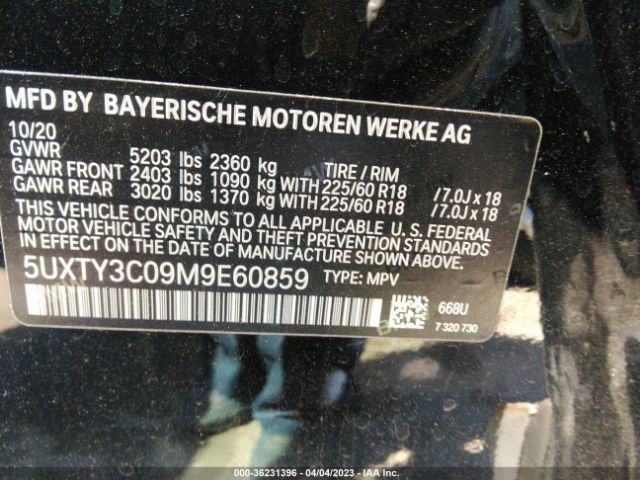 MFD BY BAYERISCHE MOTOREN WERKE AG
10/20
GVWR 5203 lbs 2360 kg TIRE / RIM
GAWR FRONT 2403 lbs 1090 kg WITH 225/60 R18 /7.0J x 18
GAWR REAR 3020 lbs 1370 kg WITH 225/60 R18 /7.0J x 18
THIS VEHICLE CONFORMS TO ALL APPLICABLE U. S. FEDERAL
MOTOR VEHICLE SAFETY AND THEFT PREVENTION STANDARDS
IN EFFECT ON THE DATE OF MANUFACTURE SHOWN ABOVE.
5UXTY3C09M9E60859 TYPE: MPV
668U
7 320 730
000-36231396 - 04/04/2023 - IAA Inc.